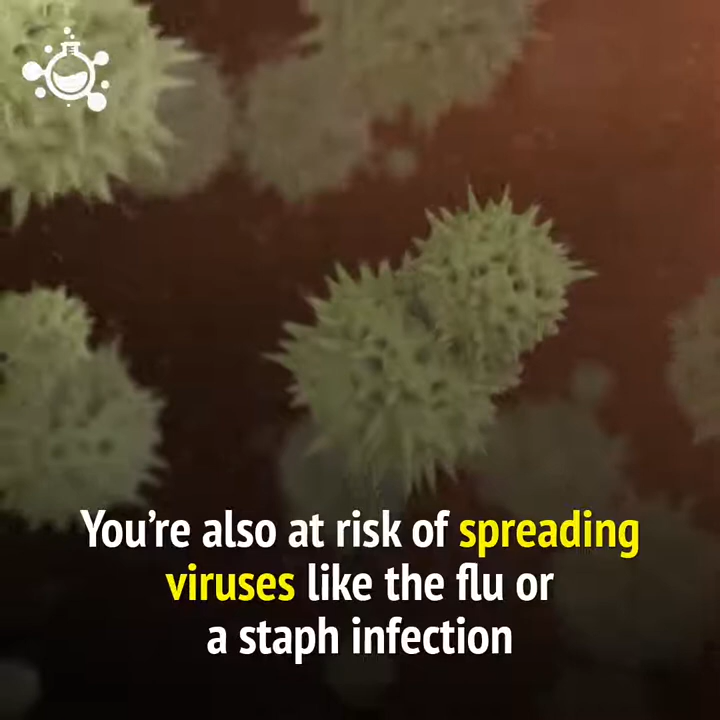 You’re also at risk of spreading
viruses like the flu or
a staph infection